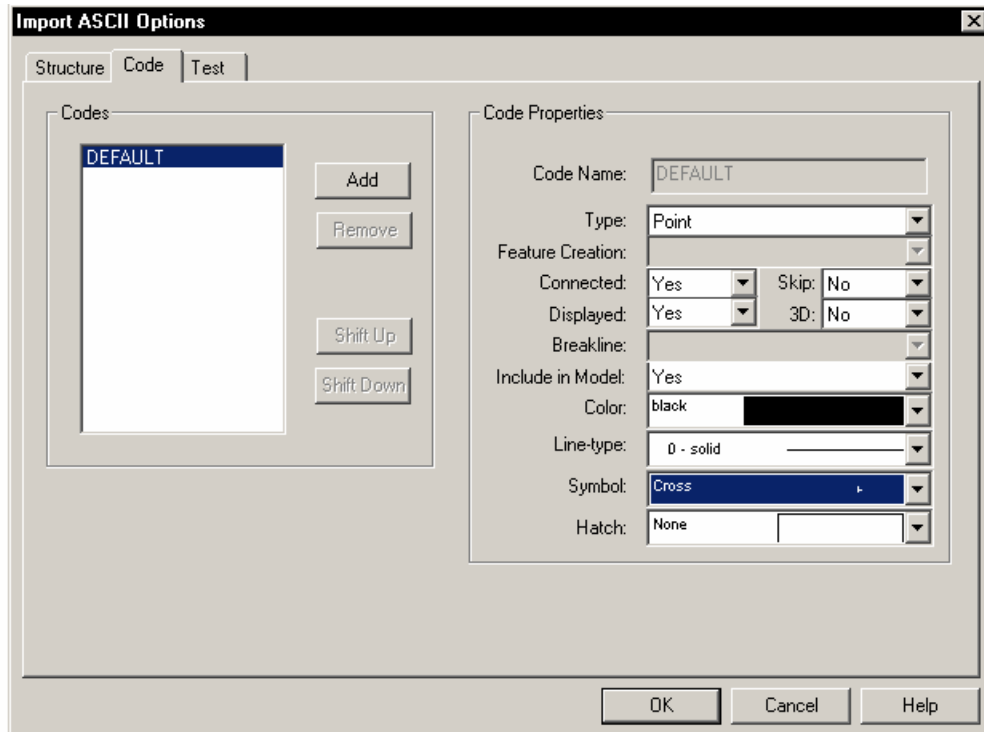 Import ASCII Options
Structure Code Test
Codes
DEFAULT
Add
Remove
Shift Up
Shift Down
Code Properties
Code Name: DEFAULT
Type: Point
Feature Creation:
Connected: Yes Skip: No
Displayed: Yes 3D: No
Breakline:
Include in Model: Yes
Color: black
Line-type: 0 - solid
Symbol: Cross
Hatch: None
OK Cancel Help